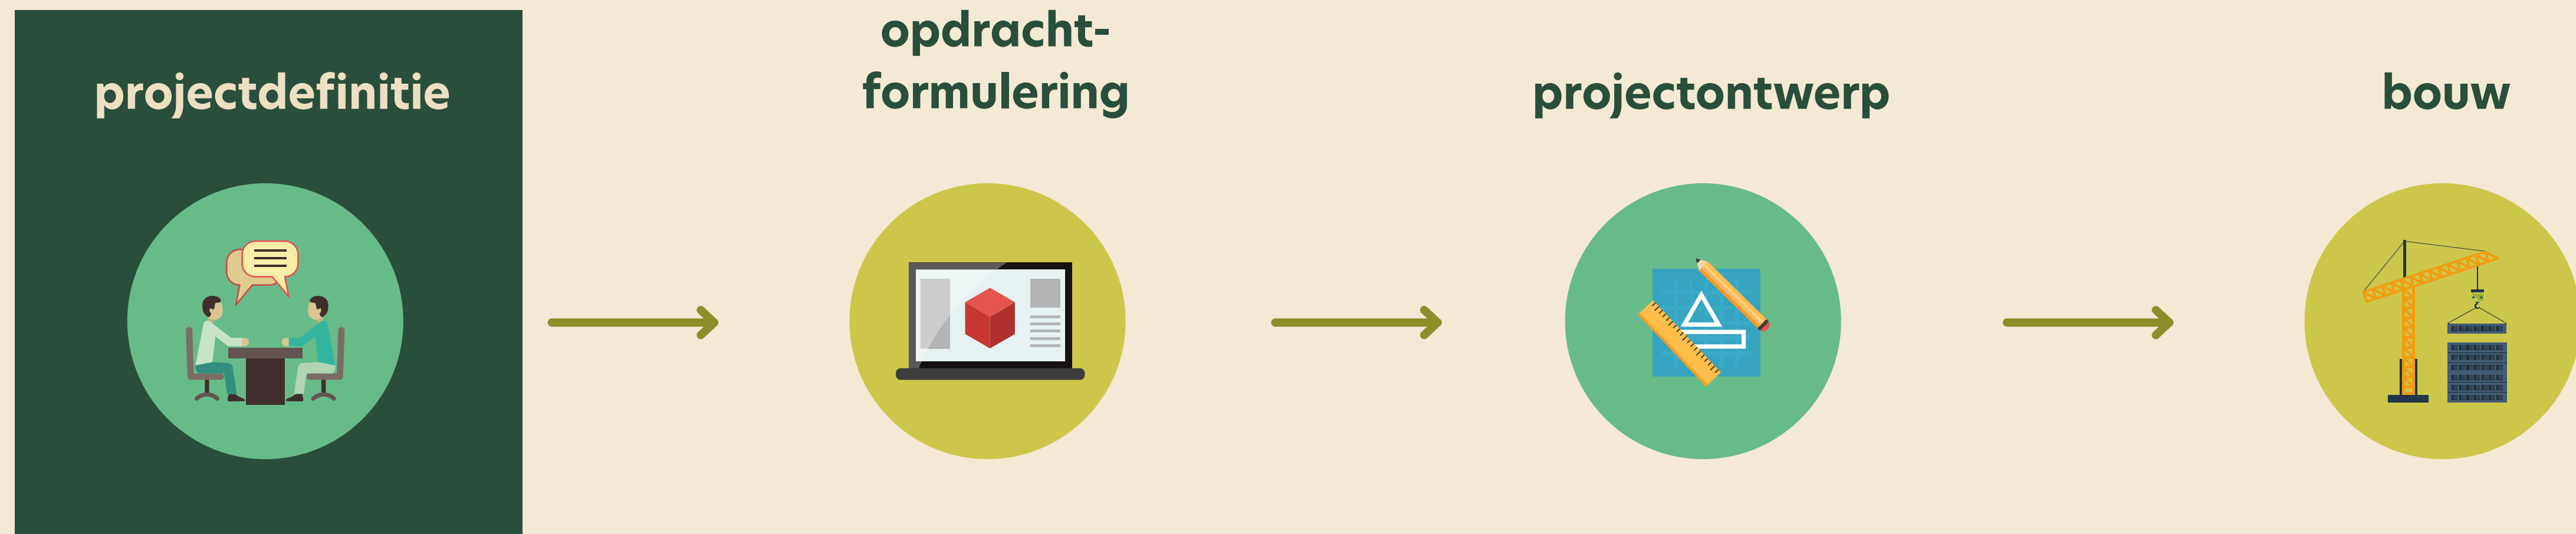 projectdefinitie
opdracht-
formulering
projectontwerp
bouw